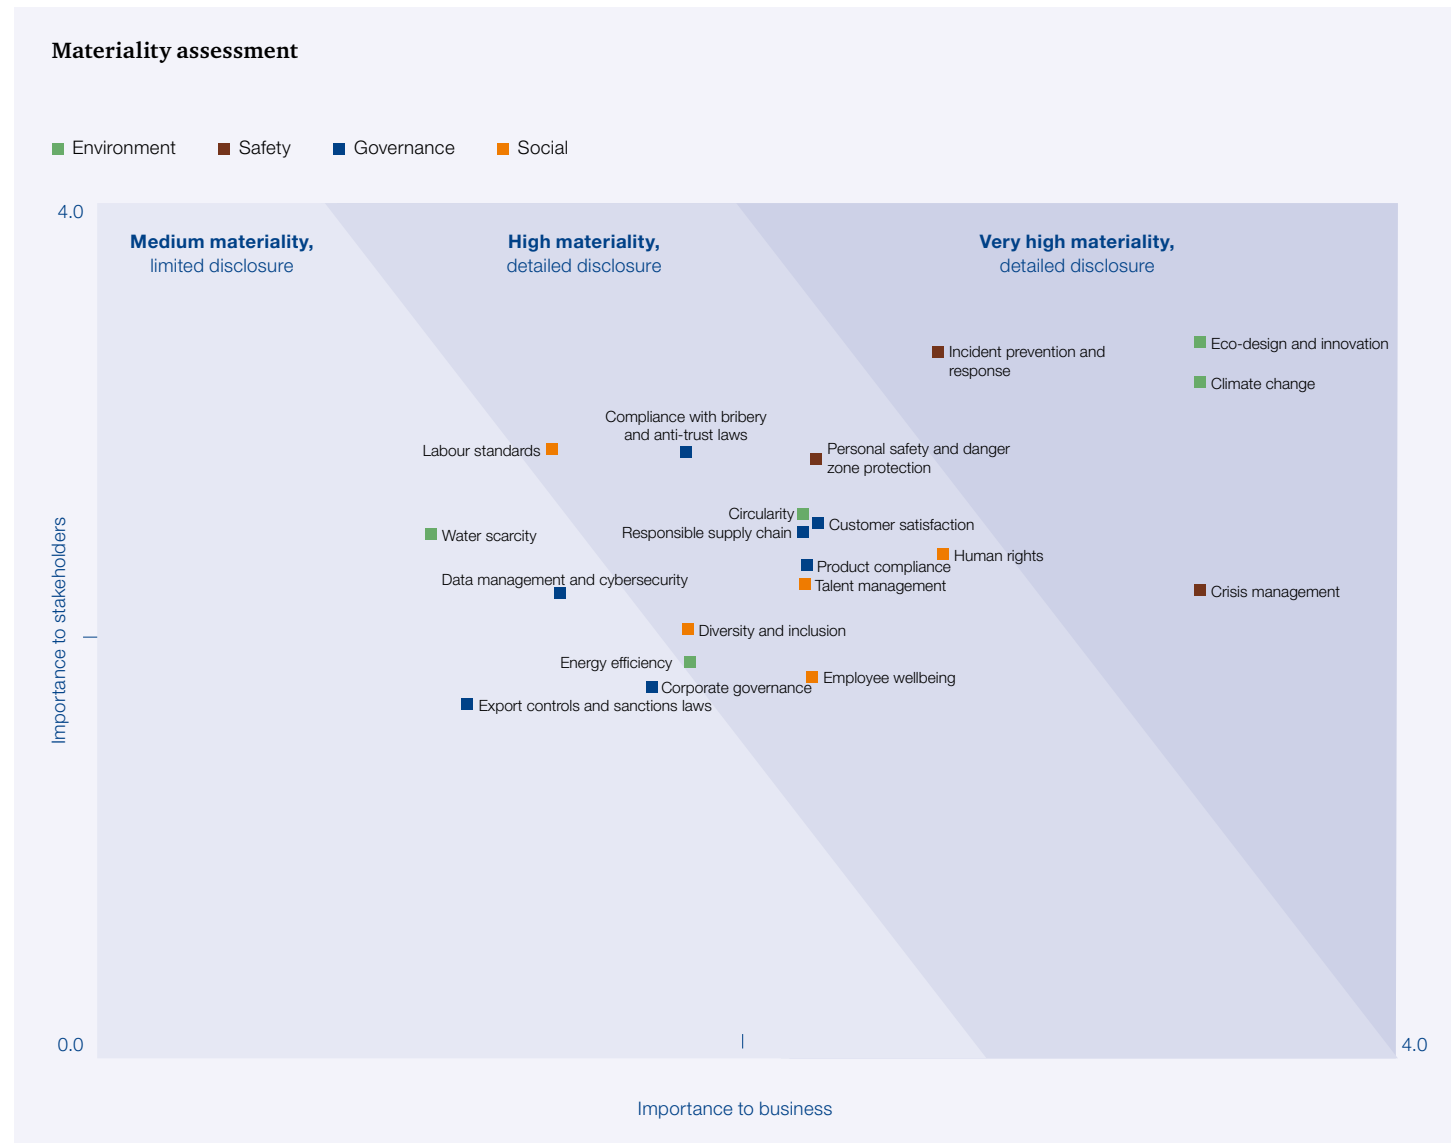 Materiality assessment
Environment
Safety
Governance
Social
4.0
Medium materiality,
limited disclosure
High materiality,
detailed disclosure
Very high materiality,
detailed disclosure
Incident prevention and
response
Eco-design and innovation
Climate change
Compliance with bribery
and anti-trust laws
Labour standards
Personal safety and danger
zone protection
Circularity
Customer satisfaction
Responsible supply chain
Water scarcity
Human rights
Product compliance
Data management and cybersecurity
Talent management
Crisis management
Diversity and inclusion
Energy efficiency
Employee wellbeing
Corporate governance
Export controls and sanctions laws
Importance to stakeholders
0.0
4.0
Importance to business